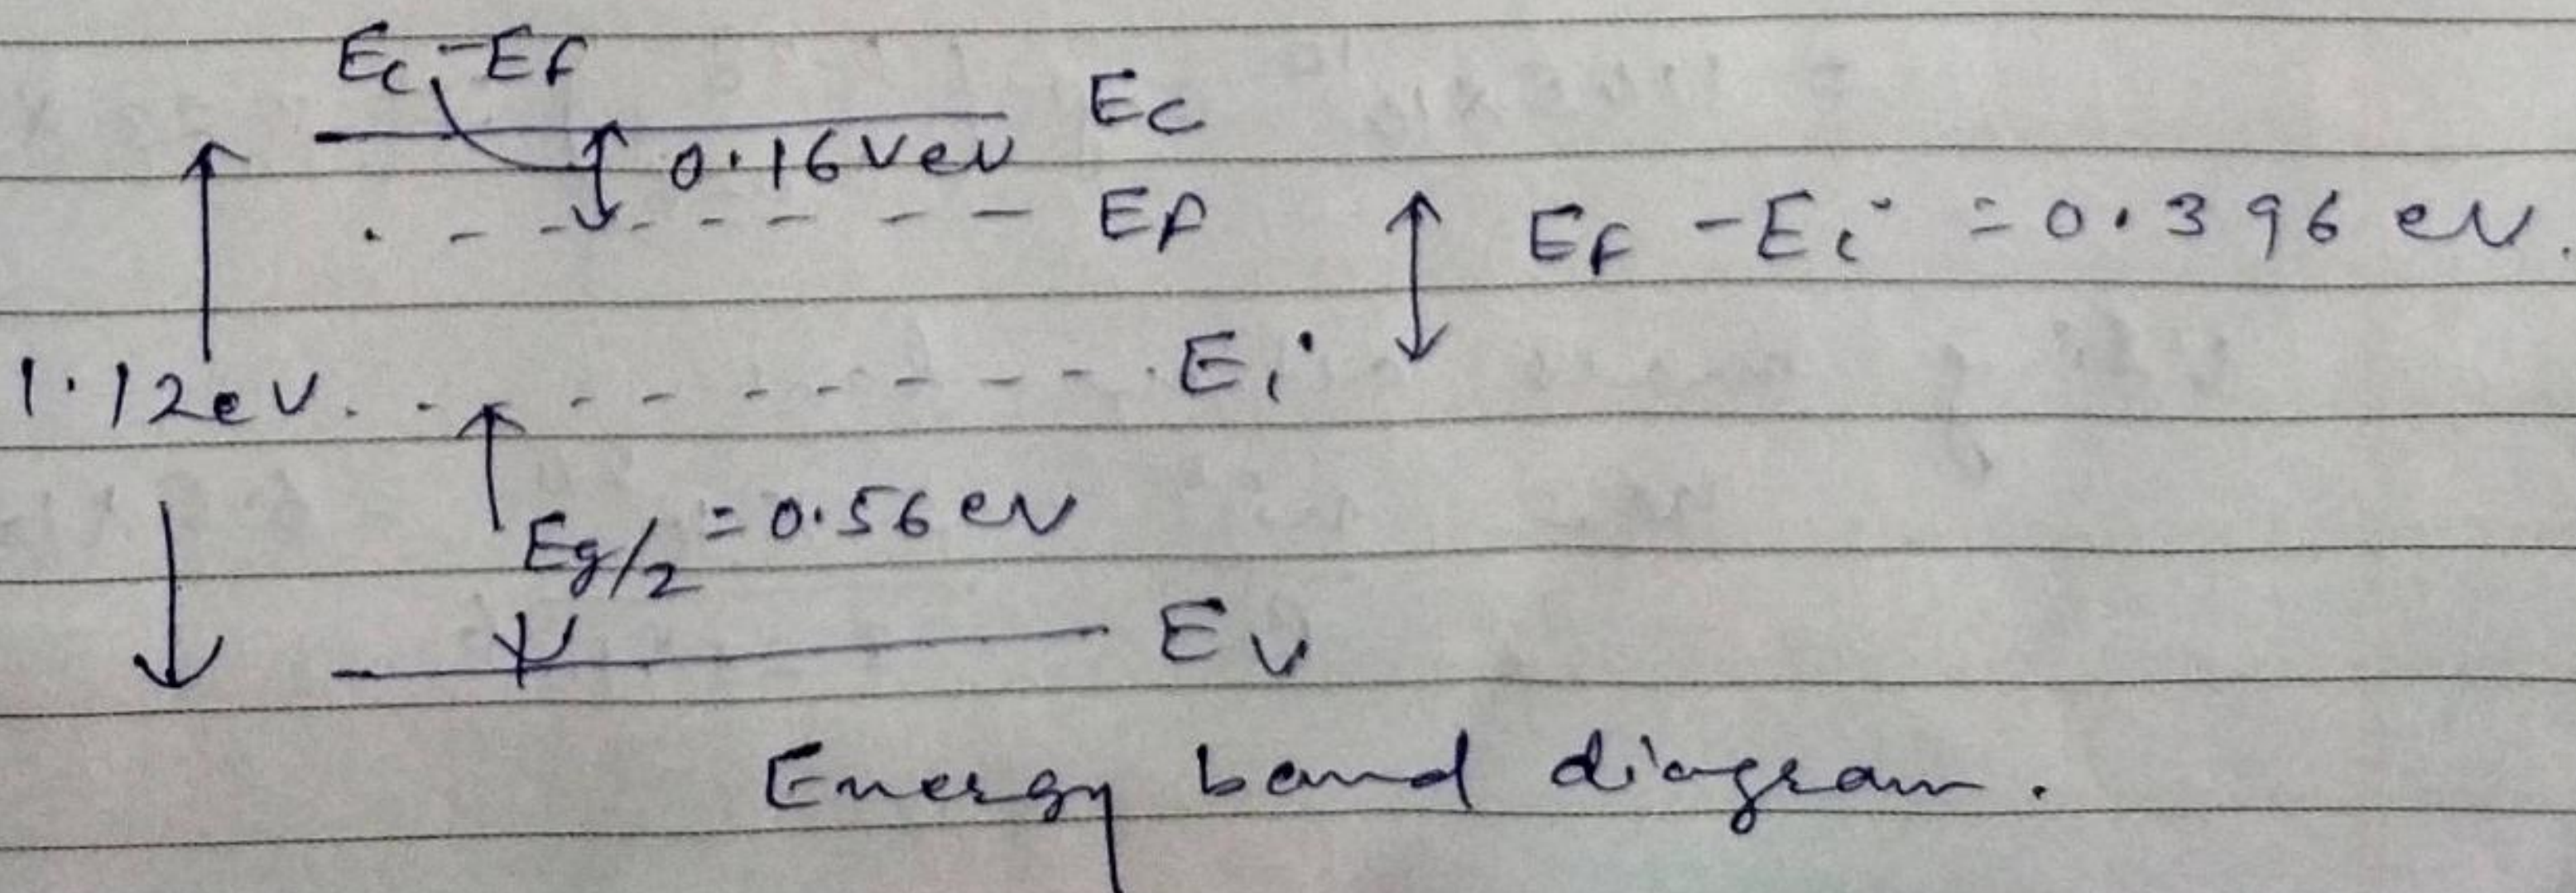 Ec-Ef
Ec
0.16Vev
Ef
EF-Ei = 0.396 ev.
Ei
1.12eV
Eg/2 = 0.56 ev
Ev
Energy band diagram.